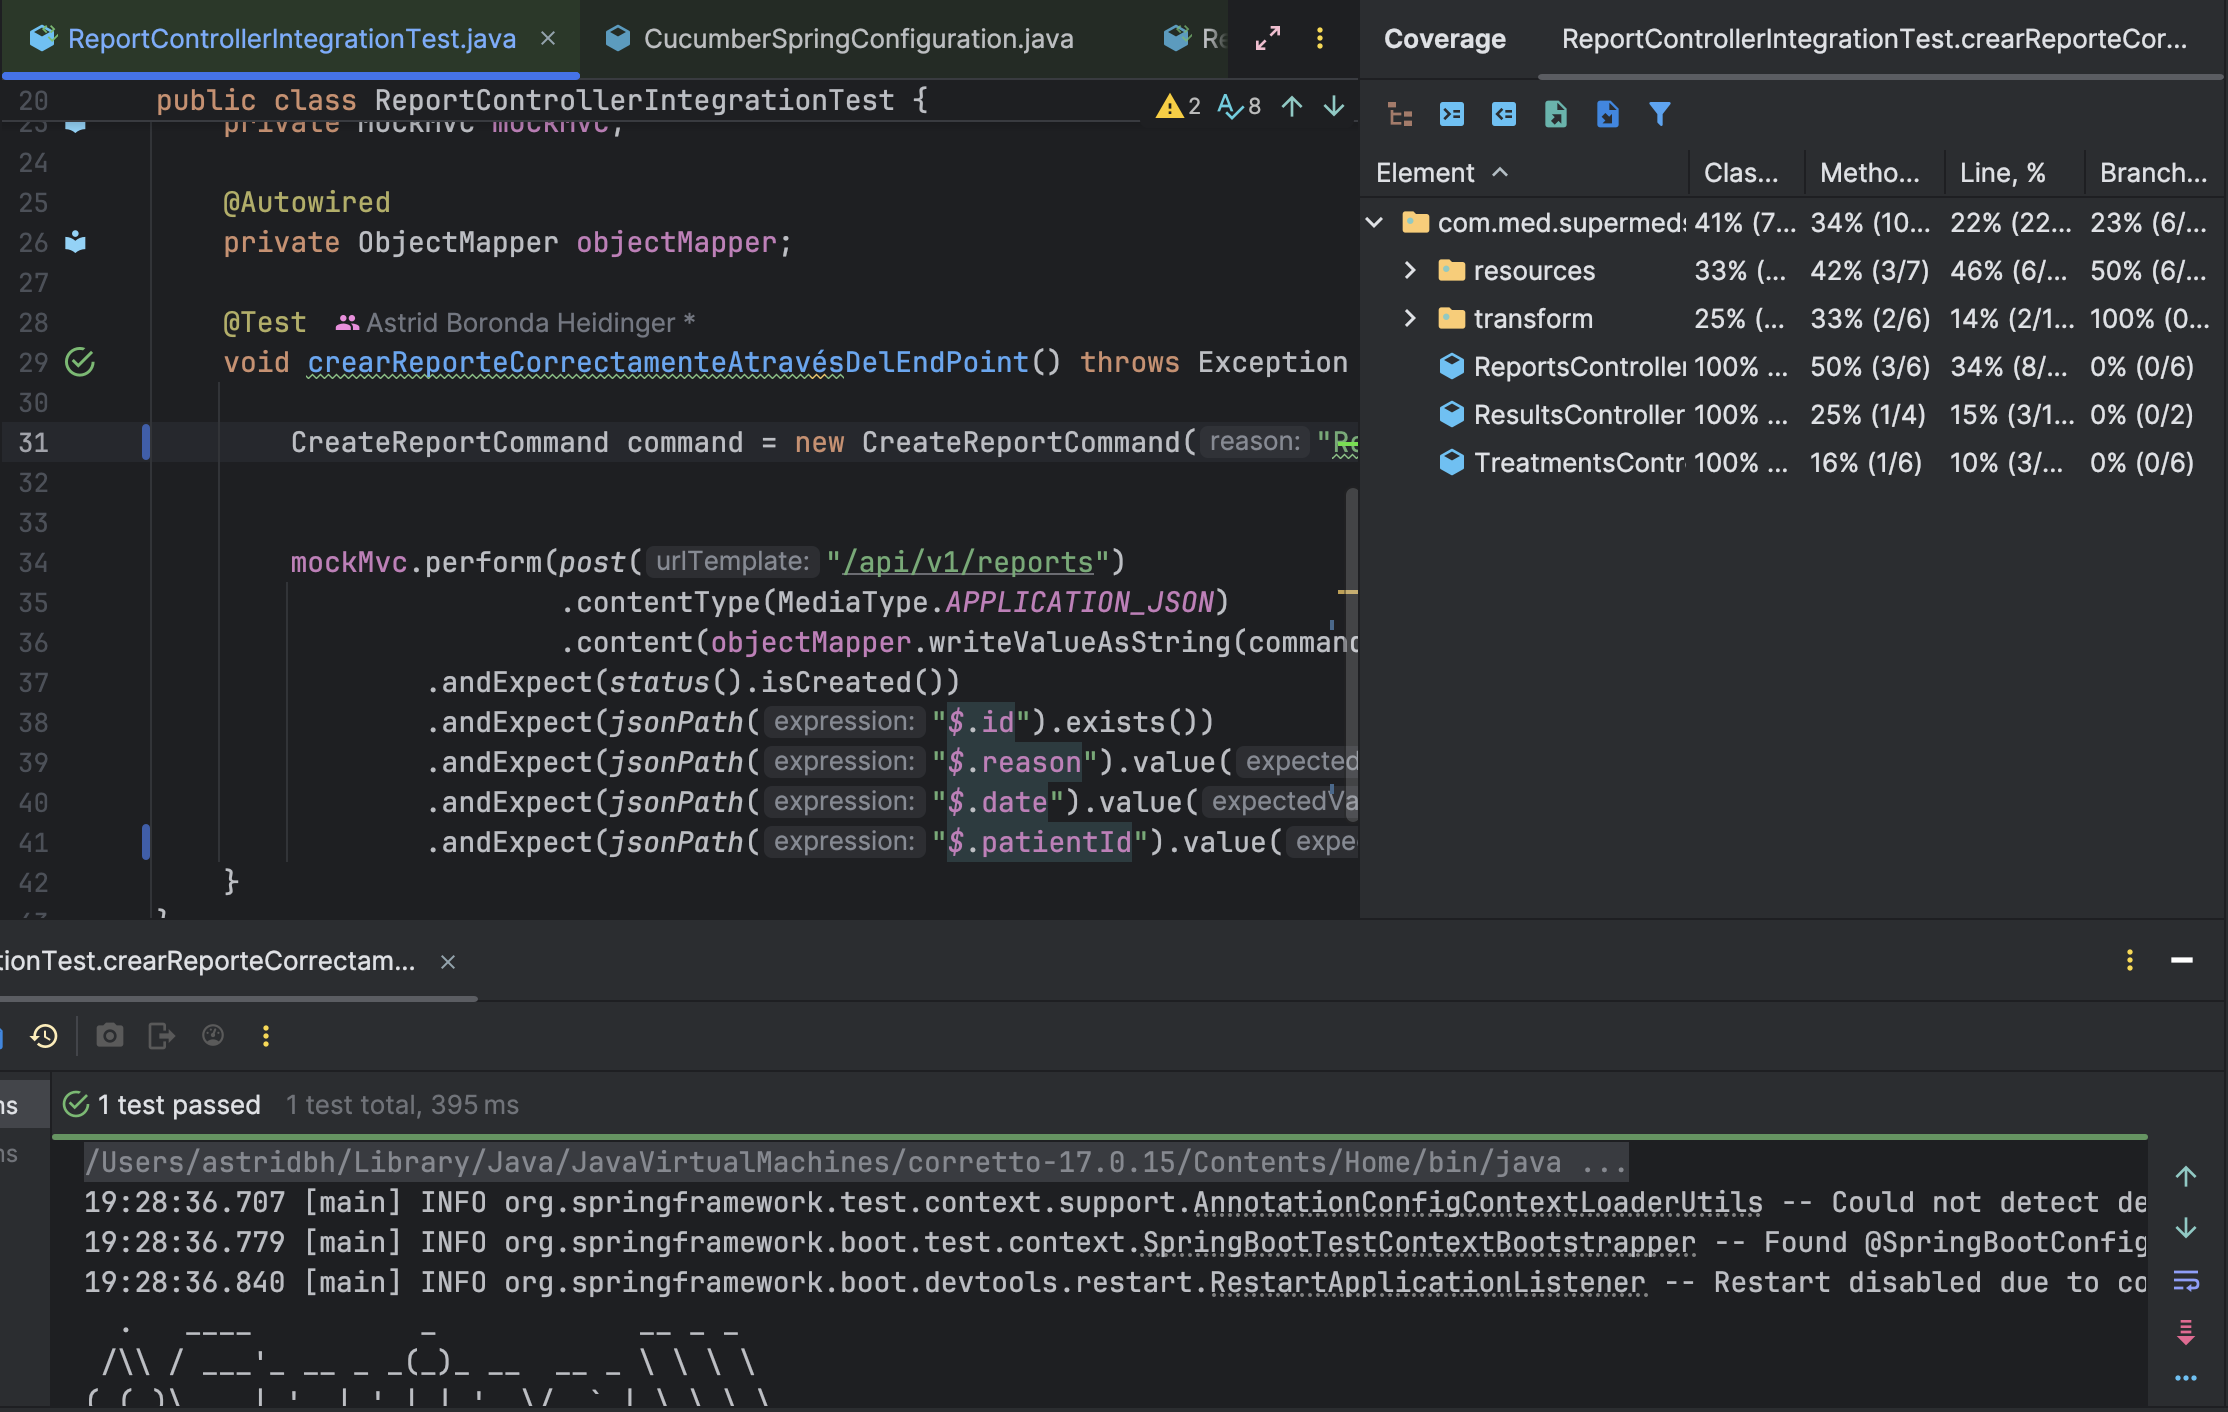 ReportControllerIntegrationTest.java
CucumberSpringConfiguration.java
Re
Coverage
ReportControllerIntegrationTest.crearReporteCor...
20 public class ReportControllerIntegrationTest {
2 8
23 private MockMvc mockMvc;
24
25 @Autowired
26 private ObjectMapper objectMapper;
27
28 @Test Astrid Boronda Heidinger *
29 void crearReporteCorrectamenteAtravésDelEndPoint() throws Exception
30
31 CreateReportCommand command = new CreateReportCommand( reason: "Re
32
33
34 mockMvc.perform(post( urlTemplate: "/api/v1/reports")
35 .contentType(MediaType.APPLICATION_JSON)
36 .content(objectMapper.writeValueAsString(command
37 .andExpect(status().isCreated())
38 .andExpect(jsonPath( expression: "$.id").exists())
39 .andExpect(jsonPath( expression: "$.reason").value( expected
40 .andExpect(jsonPath( expression: "$.date").value( expectedVa
41 .andExpect(jsonPath( expression: "$.patientId").value( expe
42 }
43 }
Element Clas... Metho... Line, % Branch...
com.med.supermeds 41% (7... 34% (10... 22% (22... 23% (6/...
resources 33% (... 42% (3/7) 46% (6/... 50% (6/...
transform 25% (... 33% (2/6) 14% (2/1... 100% (0...
ReportsController 100% ... 50% (3/6) 34% (8/... 0% (0/6)
ResultsController 100% ... 25% (1/4) 15% (3/1... 0% (0/2)
TreatmentsContr 100% ... 16% (1/6) 10% (3/... 0% (0/6)
tionTest.crearReporteCorrectam...
ms
1 test passed 1 test total, 395 ms
ms
/Users/astridbh/Library/Java/JavaVirtualMachines/corretto-17.0.15/Contents/Home/bin/java ...
19:28:36.707 [main] INFO org.springframework.test.context.support.AnnotationConfigContextLoaderUtils -- Could not detect de
19:28:36.779 [main] INFO org.springframework.boot.test.context.SpringBootTestContextBootstrapper -- Found @SpringBootConfig
19:28:36.840 [main] INFO org.springframework.boot.devtools.restart.RestartApplicationListener -- Restart disabled due to co